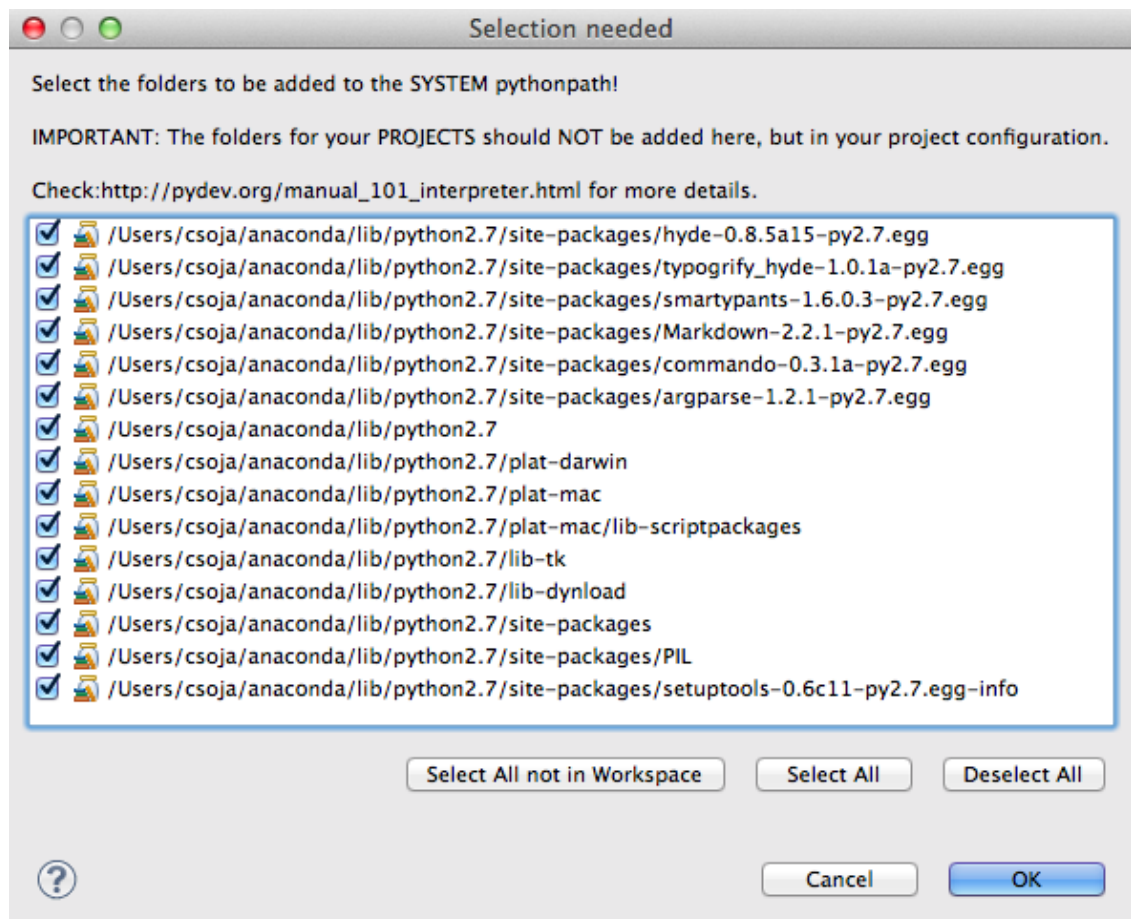 Selection needed
Select the folders to be added to the SYSTEM pythonpath!
IMPORTANT: The folders for your PROJECTS should NOT be added here, but in your project configuration.
Check:http://pydev.org/manual_101_interpreter.html for more details.
/Users/csoja/anaconda/lib/python2.7/site-packages/hyde-0.8.5a15-py2.7.egg
/Users/csoja/anaconda/lib/python2.7/site-packages/typogrify_hyde-1.0.1a-py2.7.egg
/Users/csoja/anaconda/lib/python2.7/site-packages/smartypants-1.6.0.3-py2.7.egg
/Users/csoja/anaconda/lib/python2.7/site-packages/Markdown-2.2.1-py2.7.egg
/Users/csoja/anaconda/lib/python2.7/site-packages/commando-0.3.1a-py2.7.egg
/Users/csoja/anaconda/lib/python2.7/site-packages/argparse-1.2.1-py2.7.egg
/Users/csoja/anaconda/lib/python2.7
/Users/csoja/anaconda/lib/python2.7/plat-darwin
/Users/csoja/anaconda/lib/python2.7/plat-mac
/Users/csoja/anaconda/lib/python2.7/plat-mac/lib-scriptpackages
/Users/csoja/anaconda/lib/python2.7/lib-tk
/Users/csoja/anaconda/lib/python2.7/lib-dynload
/Users/csoja/anaconda/lib/python2.7/site-packages
/Users/csoja/anaconda/lib/python2.7/site-packages/PIL
/Users/csoja/anaconda/lib/python2.7/site-packages/setuptools-0.6c11-py2.7.egg-info
Select All not in Workspace Select All Deselect All
? Cancel OK